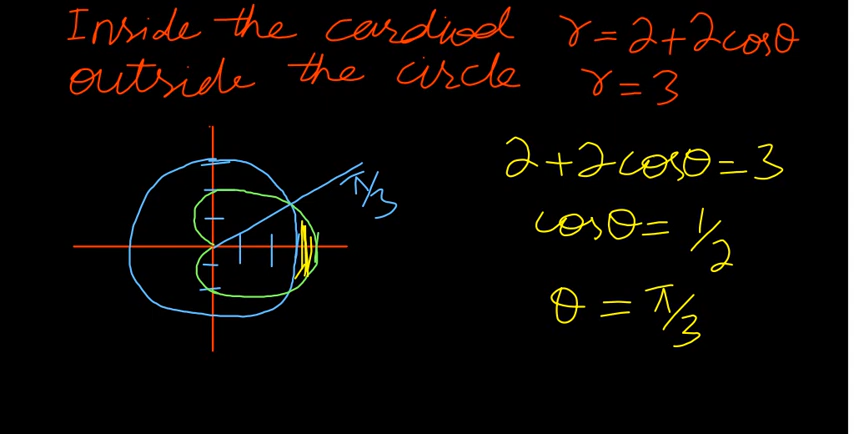 Inside the cardiod r = 2 + 2cosθ
outside the circle r = 3
π/3
2 + 2cosθ = 3
cosθ = 1/2
θ = π/3